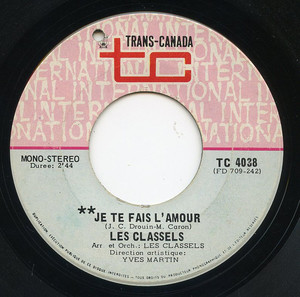 TRANS-CANADA
tc
INTERNATIONAL
MONO-STEREO
Durée: 2'44
TC 4038
(FD 709-242)
**JE TE FAIS L'AMOUR
(J. C. Drouin-M. Caron)
LES CLASSELS
Arr et Orch.: LES CLASSELS
Direction artistique:
YVES MARTIN